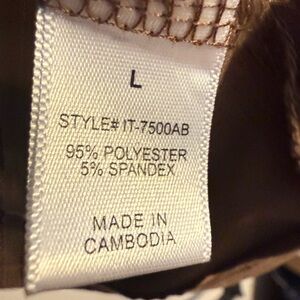 L
STYLE# IT-7500AB
95% POLYESTER
5% SPANDEX
MADE IN
CAMBODIA